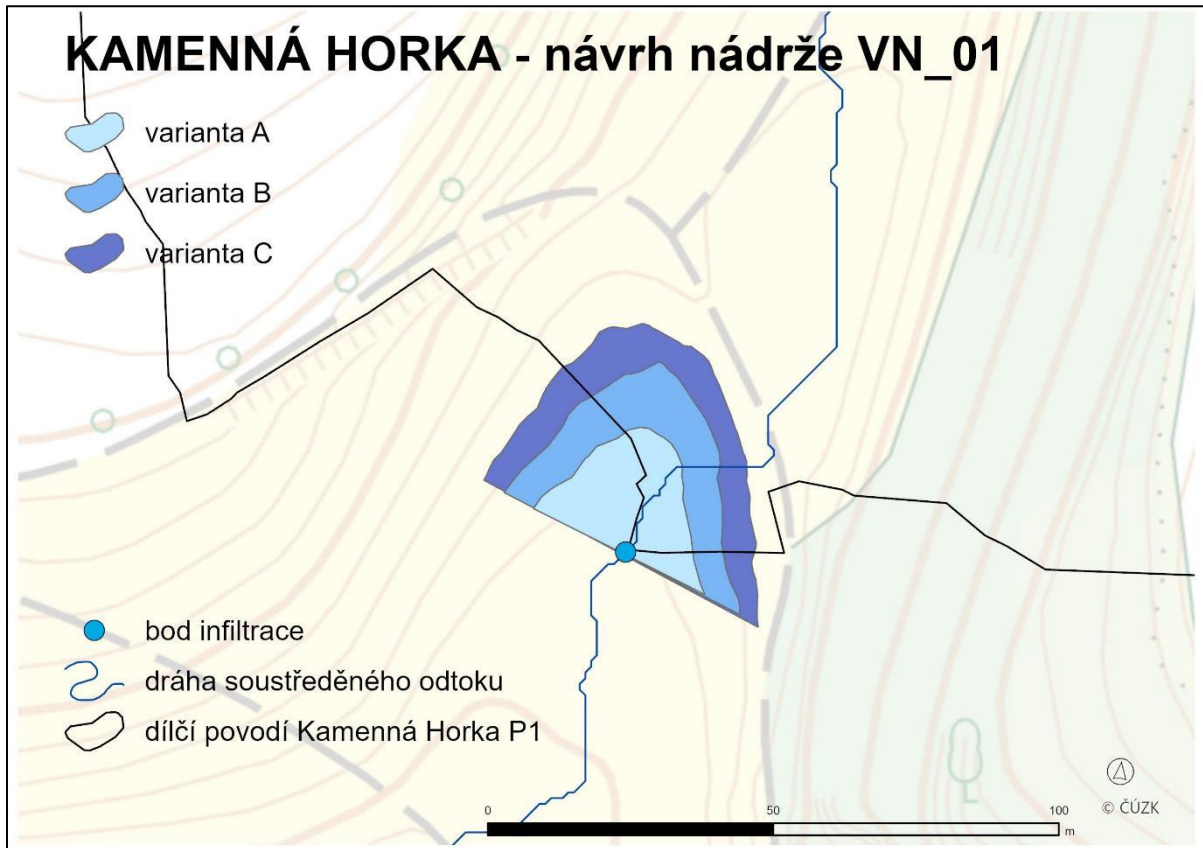 KAMENNÁ HORKA - návrh nádrže VN_01
varianta A
varianta B
varianta C
bod infiltrace
dráha soustředěného odtoku
dílčí povodí Kamenná Horka P1
0 50 100
m
© ČÚZK